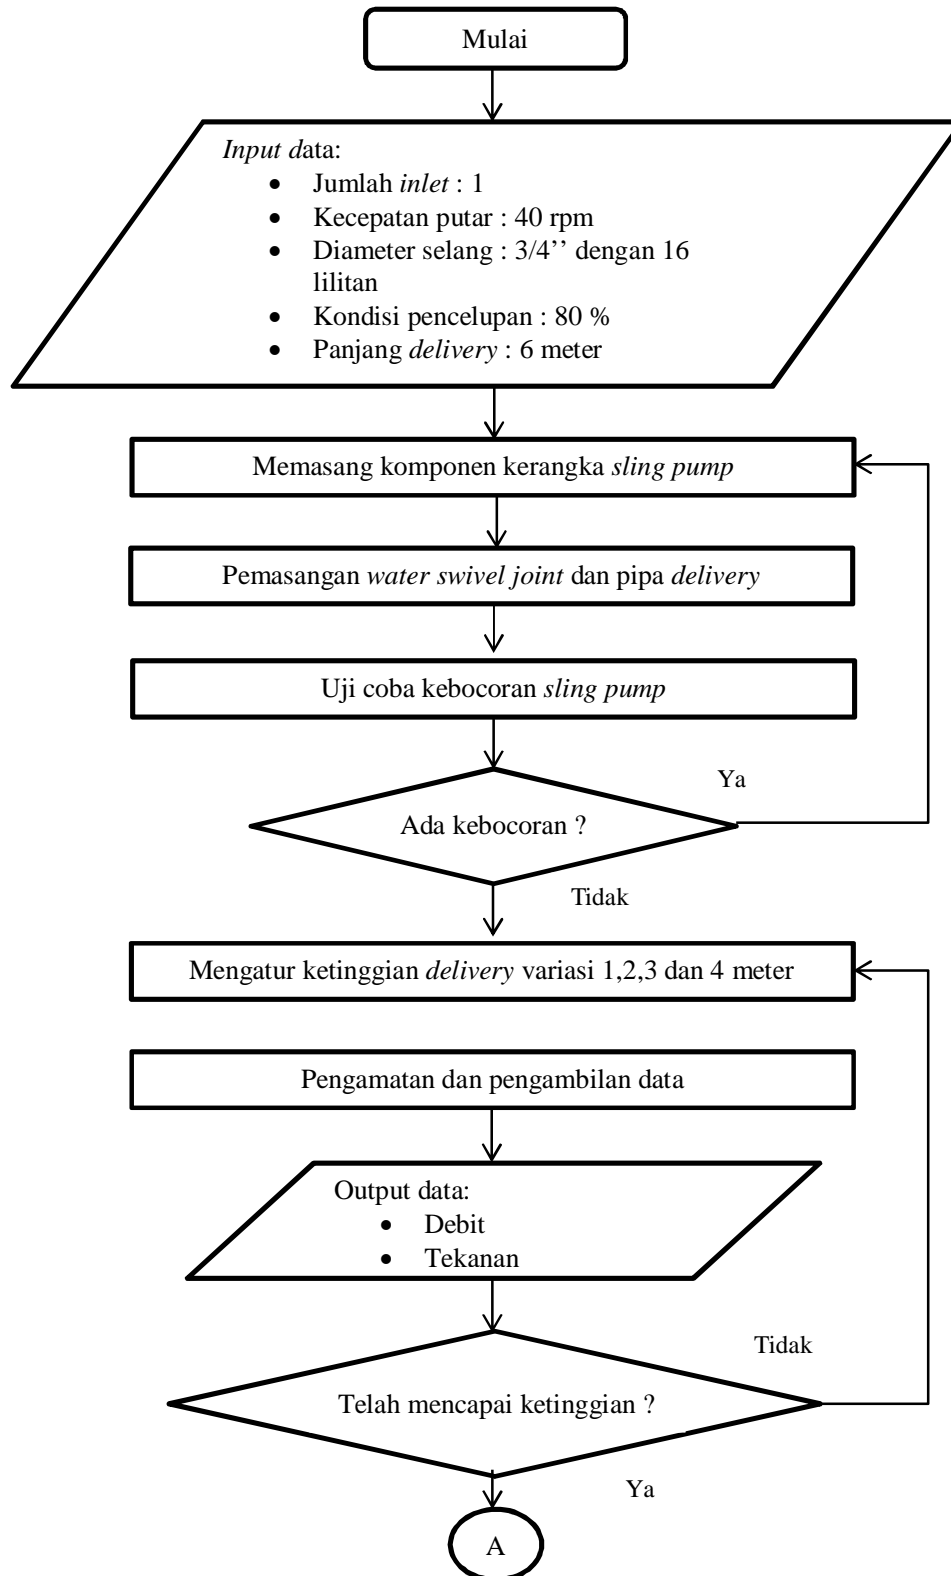 Mulai
Input data:
• Jumlah inlet : 1
• Kecepatan putar : 40 rpm
• Diameter selang : 3/4’’ dengan 16
lilitan
• Kondisi pencelupan : 80 %
• Panjang delivery : 6 meter
Memasang komponen kerangka sling pump
Pemasangan water swivel joint dan pipa delivery
Uji coba kebocoran sling pump
Ya
Ada kebocoran ?
Tidak
Mengatur ketinggian delivery variasi 1,2,3 dan 4 meter
Pengamatan dan pengambilan data
Output data:
• Debit
• Tekanan
Tidak
Telah mencapai ketinggian ?
Ya
A